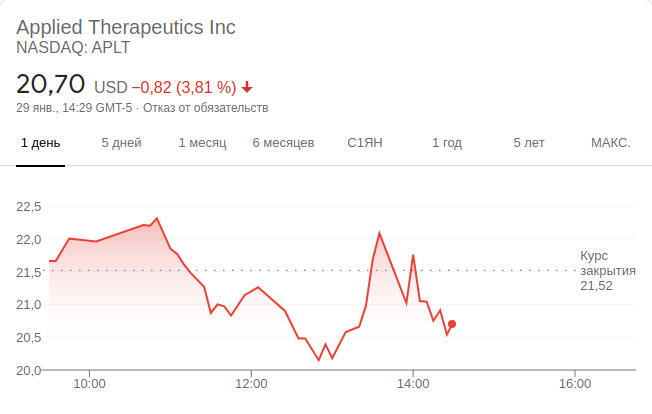 Applied Therapeutics Inc
NASDAQ: APLT
20,70 USD −0,82 (3,81 %)
29 янв., 14:29 GMT-5 · Отказ от обязательств
1 день 5 дней 1 месяц 6 месяцев С1ЯН 1 год 5 лет МАКС.
22,5
22,0
21,5
21,0
20,5
20,0
Курс
закрытия
21,52
10:00 12:00 14:00 16:00